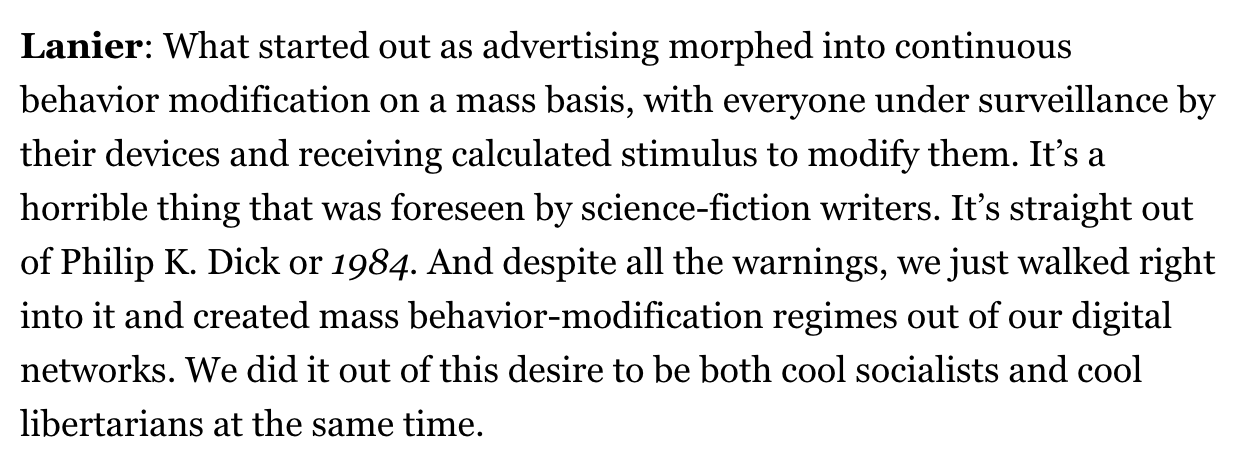 Lanier: What started out as advertising morphed into continuous
behavior modification on a mass basis, with everyone under surveillance by
their devices and receiving calculated stimulus to modify them. It’s a
horrible thing that was foreseen by science-fiction writers. It’s straight out
of Philip K. Dick or 1984. And despite all the warnings, we just walked right
into it and created mass behavior-modification regimes out of our digital
networks. We did it out of this desire to be both cool socialists and cool
libertarians at the same time.